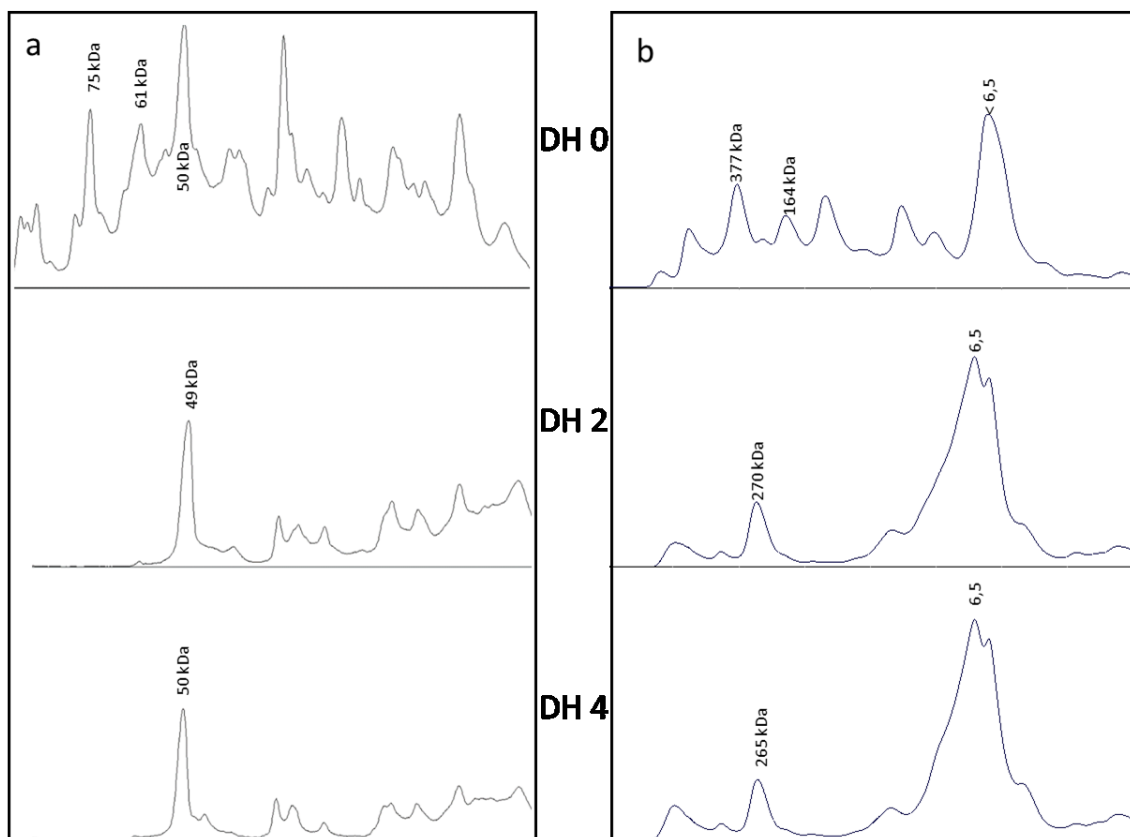 a
75 kDa
61 kDa
50 kDa
DH 0
b
377 kDa
164 kDa
< 6,5
49 kDa
DH 2
270 kDa
6,5
50 kDa
DH 4
265 kDa
6,5